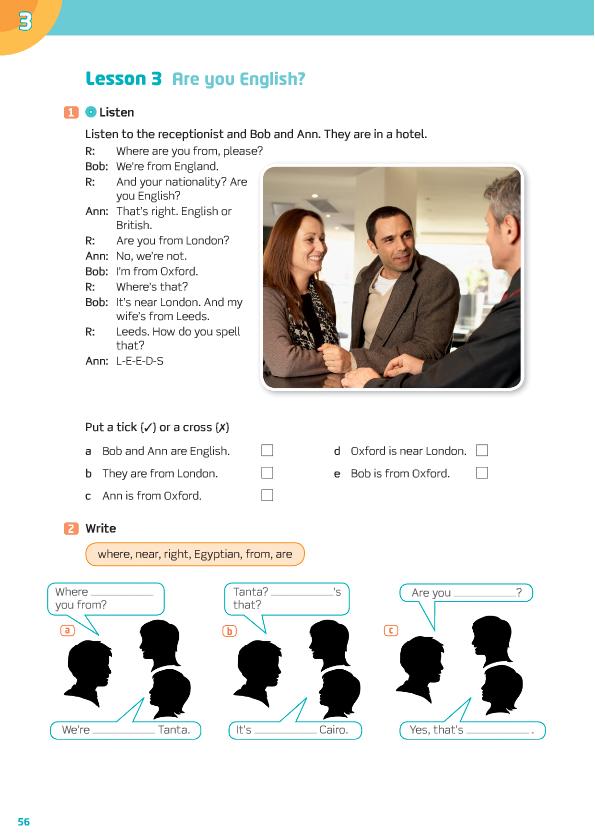 3
Lesson 3 Are you English?
1 Listen
Listen to the receptionist and Bob and Ann. They are in a hotel.
R: Where are you from, please?
Bob: We're from England.
R: And your nationality? Are
you English?
Ann: That's right. English or
British.
R: Are you from London?
Ann: No, we're not.
Bob: I'm from Oxford.
R: Where's that?
Bob: It's near London. And my
wife's from Leeds.
R: Leeds. How do you spell
that?
Ann: L-E-E-D-S
Put a tick (✓) or a cross (✗)
a Bob and Ann are English.
b They are from London.
c Ann is from Oxford.
d Oxford is near London.
e Bob is from Oxford.
2 Write
where, near, right, Egyptian, from, are
a
Where ____________
you from?
We're ____________ Tanta.
b
Tanta? ____________'s
that?
It's ____________ Cairo.
c
Are you ____________?
Yes, that's ____________.
56